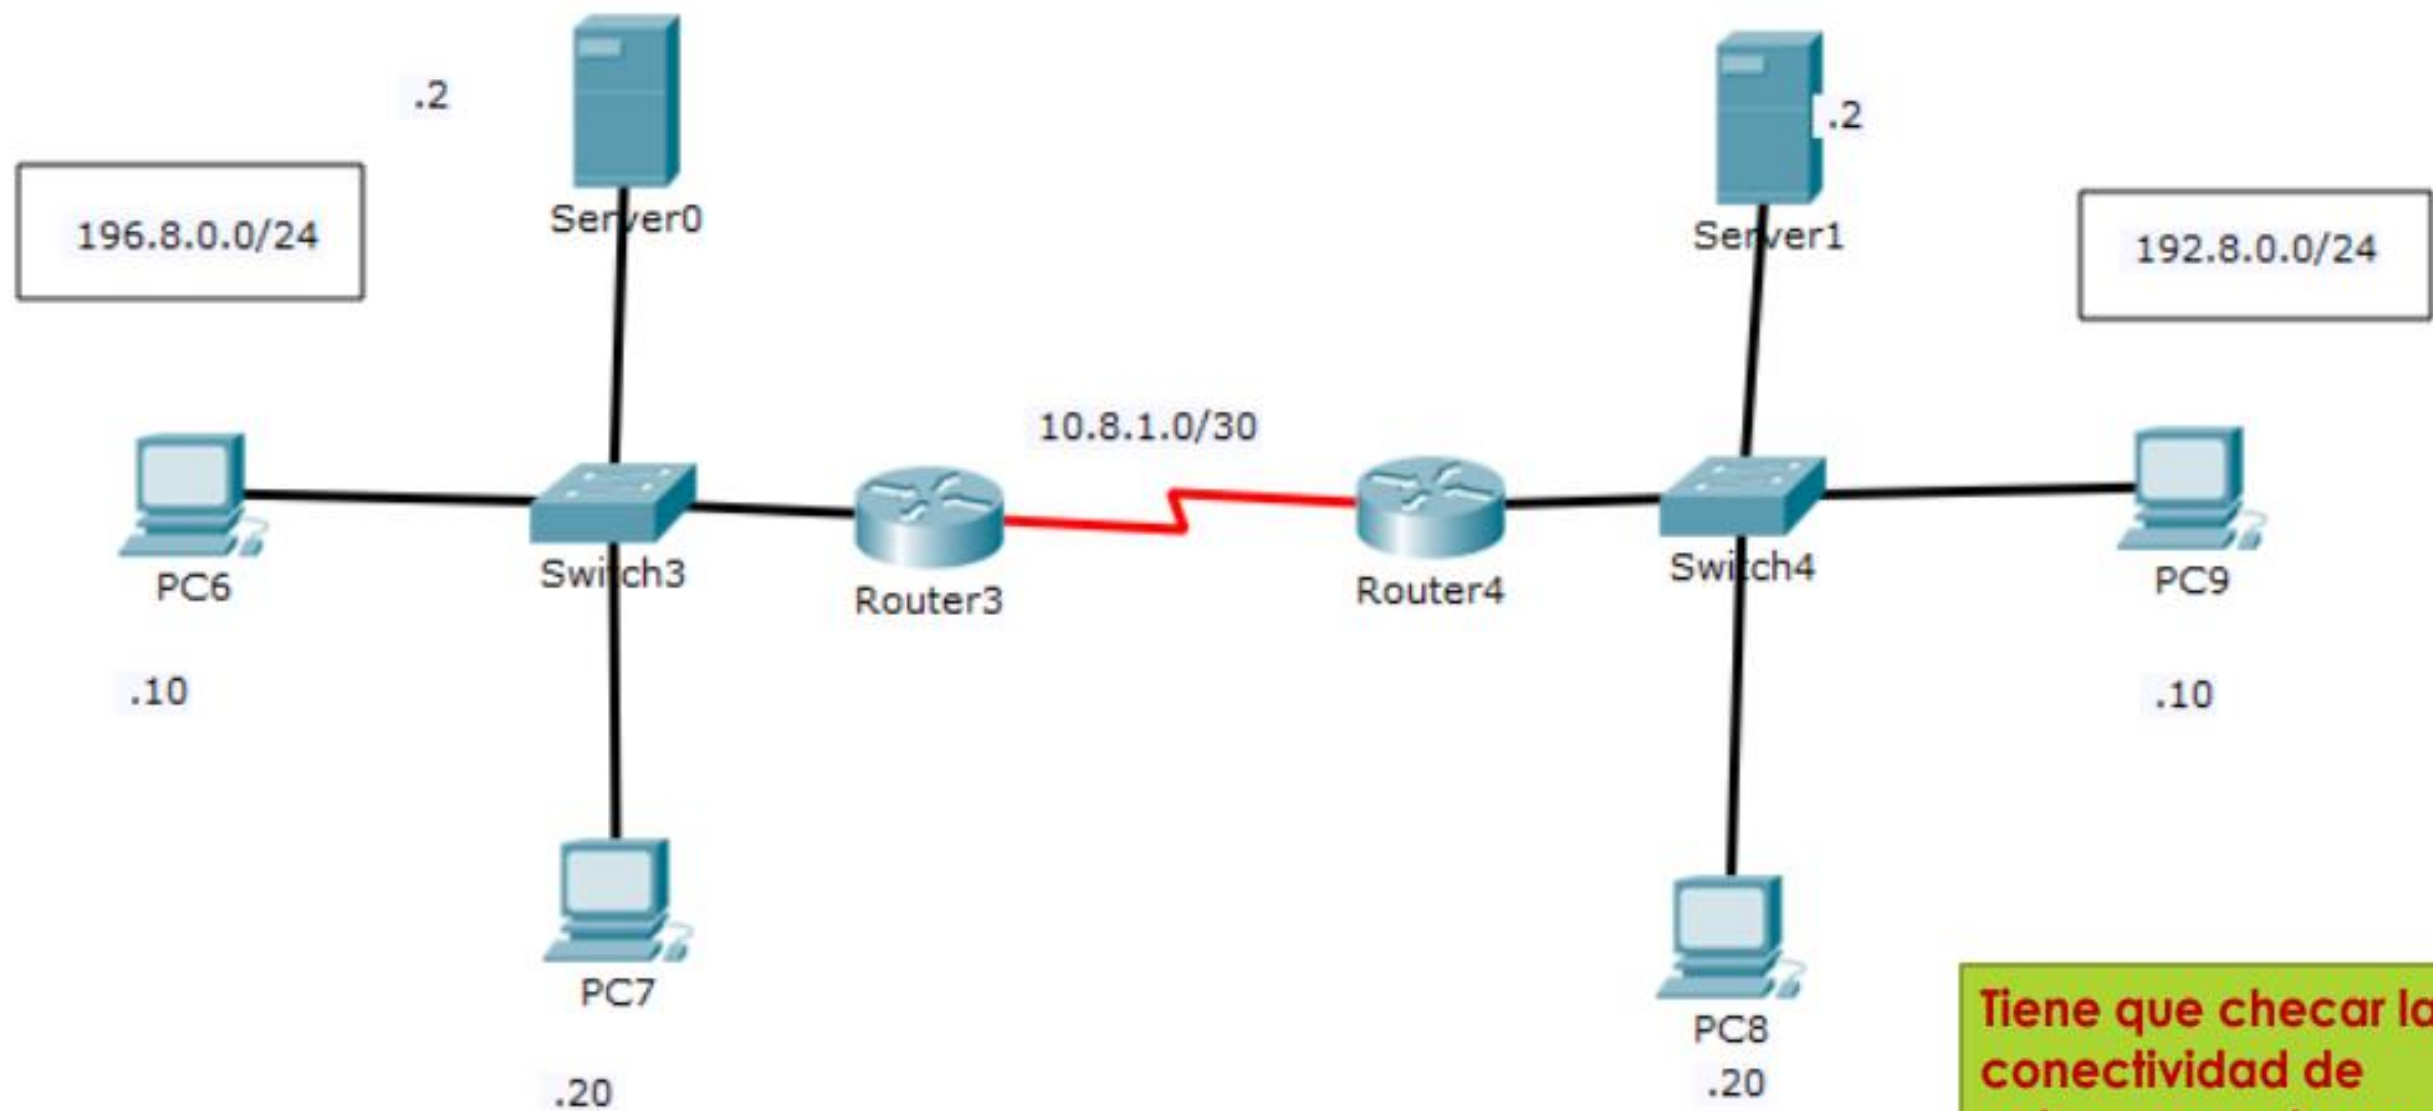 .2
.2
Server0
Server1
196.8.0.0/24
192.8.0.0/24
10.8.1.0/30
PC6
Switch3
Router3
Router4
Switch4
PC9
.10
.10
PC7
.20
PC8
.20
Tiene que checar
conectividad de